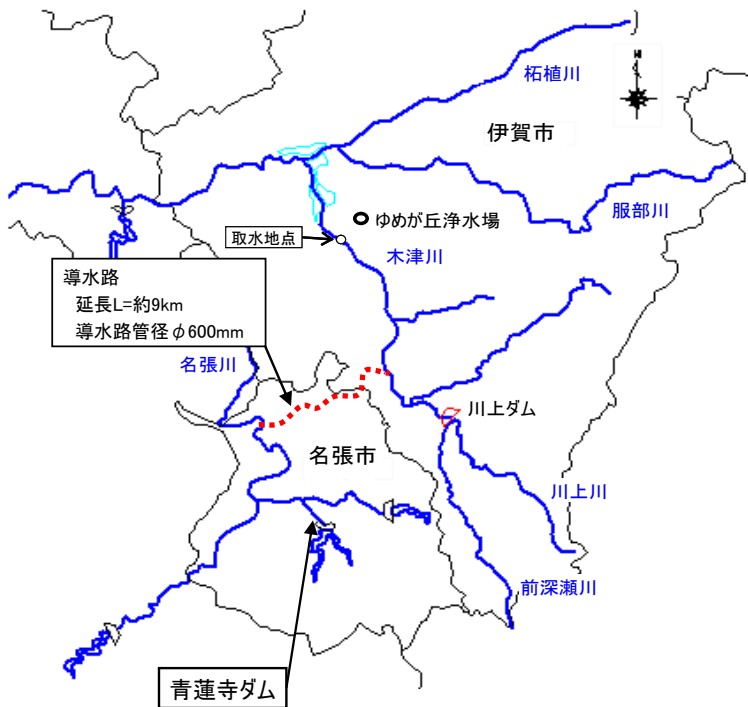 柘植川
N
伊賀市
服部川
ゆめが丘浄水場
取水地点
木津川
導水路
延長L=約9km
導水路管径φ600mm
名張川
川上ダム
名張市
川上川
前深瀬川
青蓮寺ダム